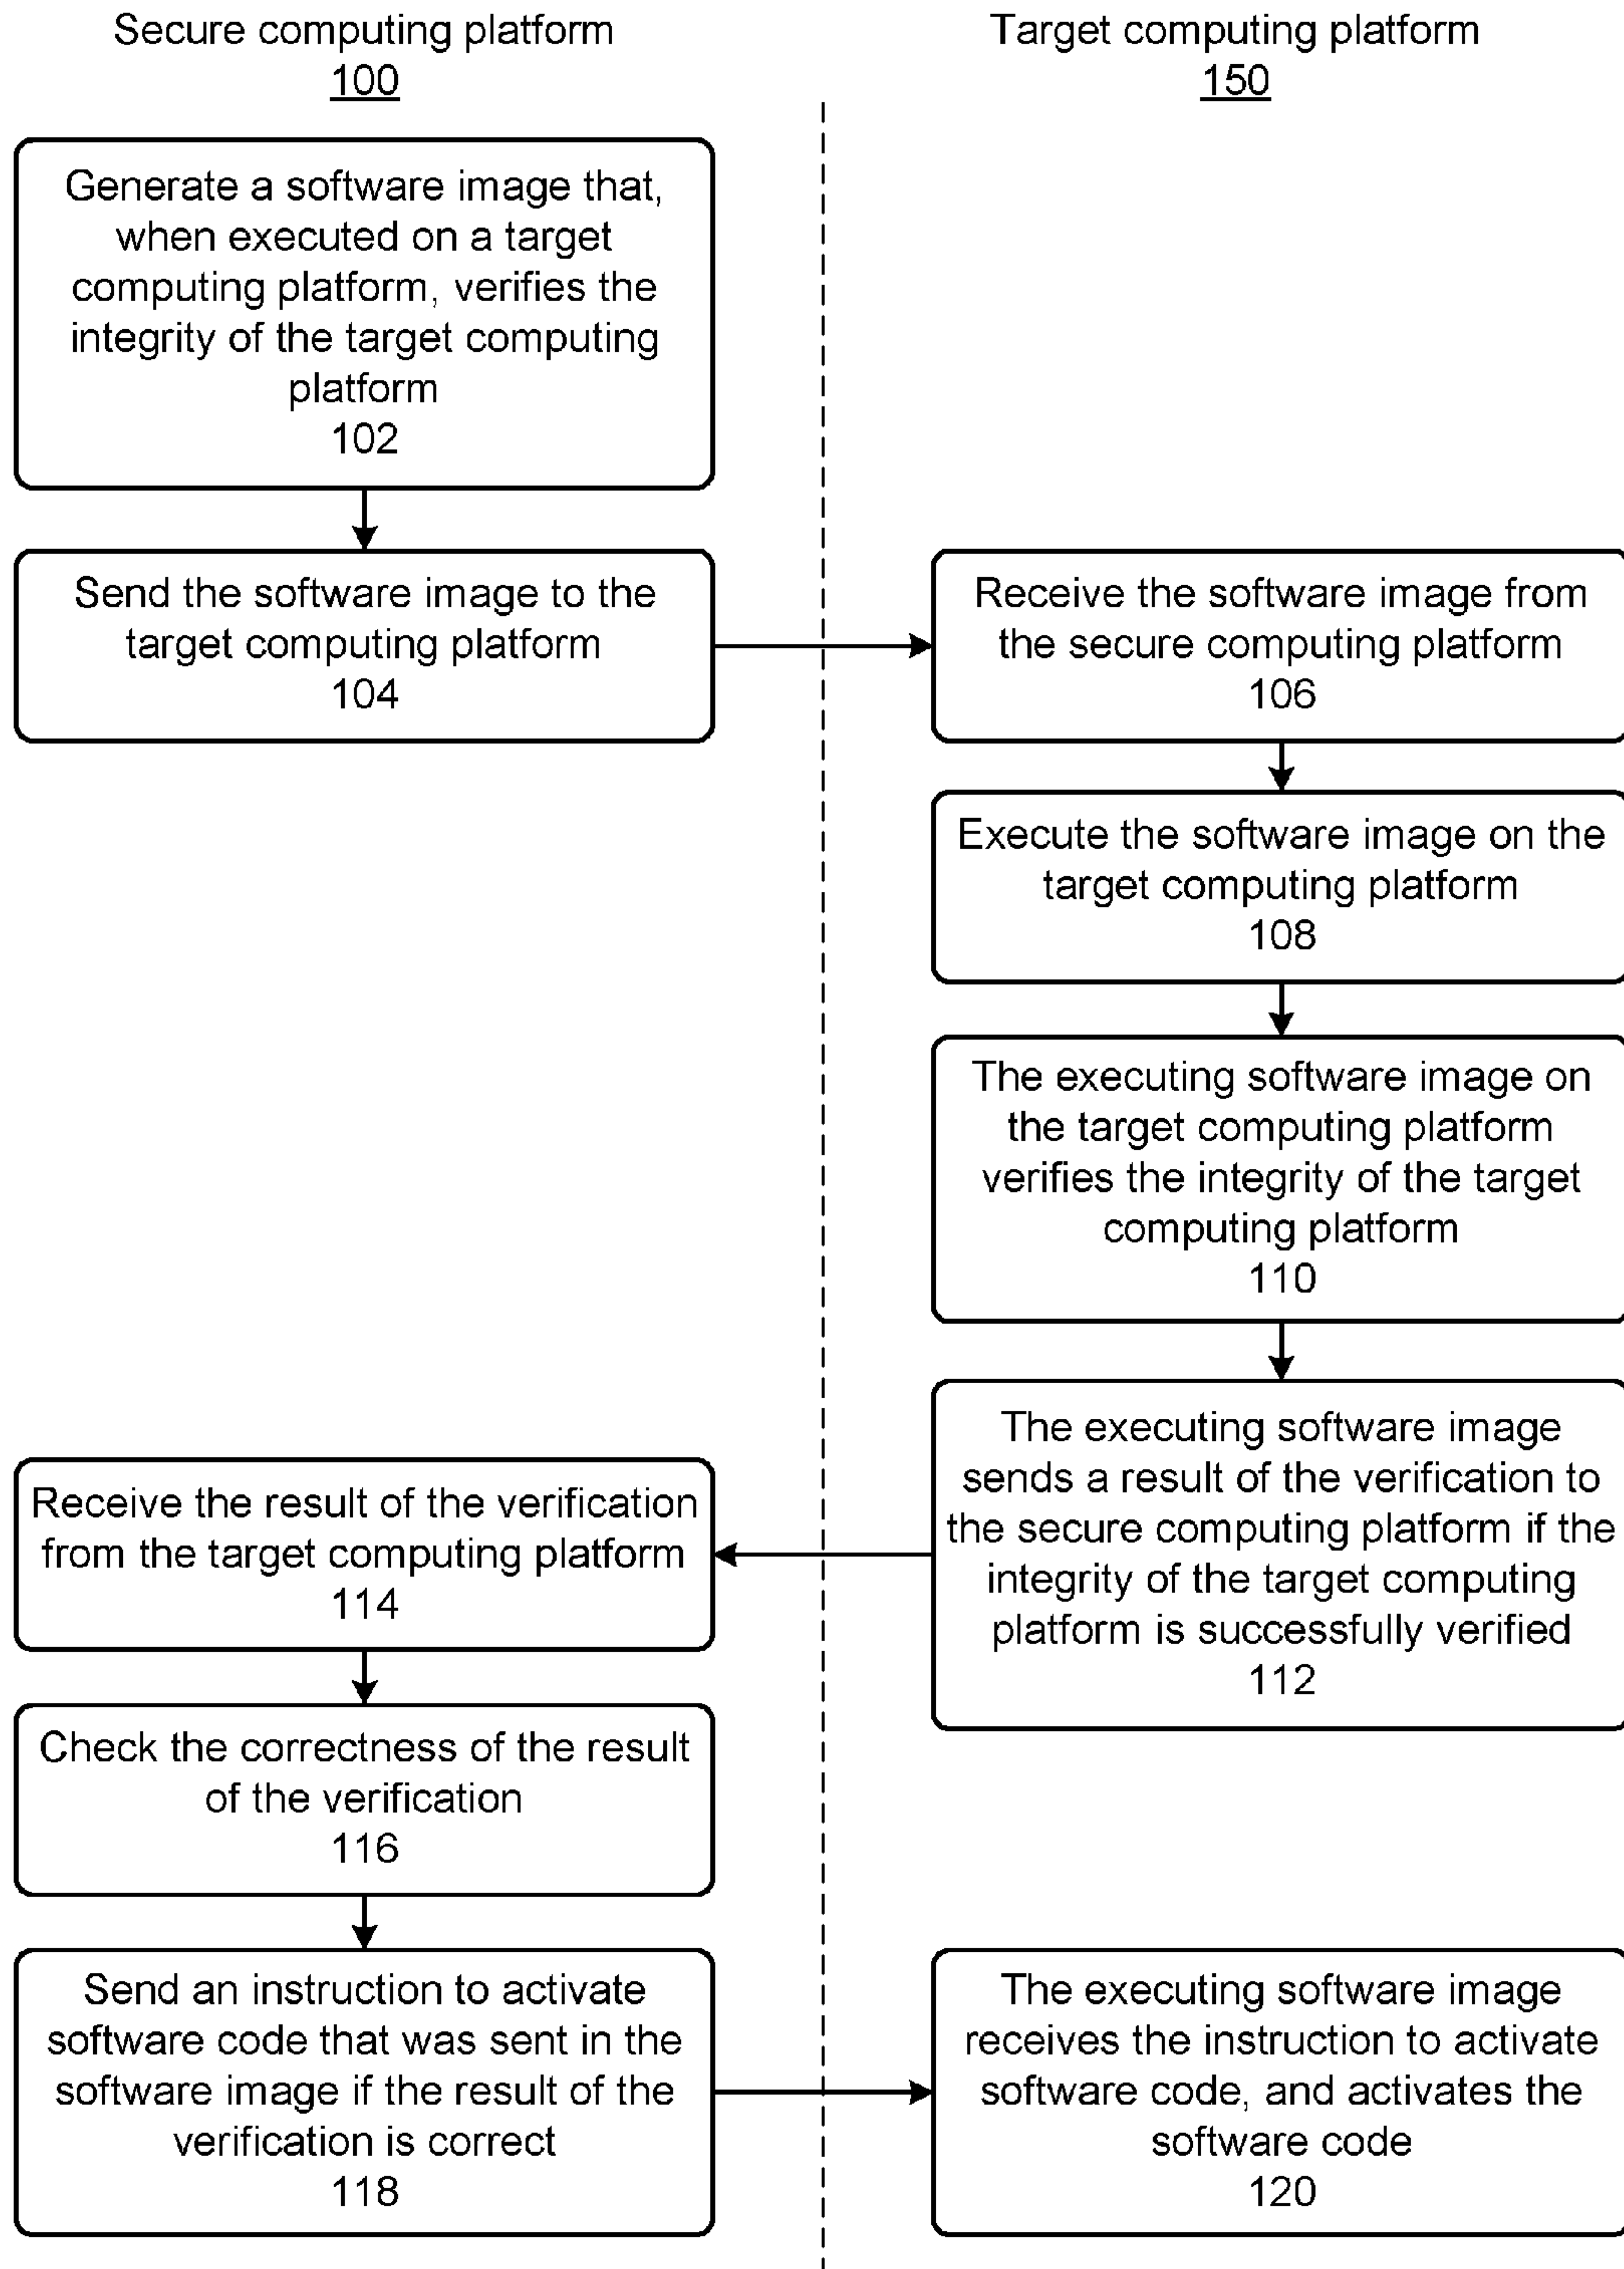 Secure computing platform
100
Target computing platform
150
Generate a software image that,
when executed on a target
computing platform, verifies the
integrity of the target computing
platform
102
Send the software image to the
target computing platform
104
Receive the software image from
the secure computing platform
106
Execute the software image on the
target computing platform
108
The executing software image on
the target computing platform
verifies the integrity of the target
computing platform
110
The executing software image
sends a result of the verification to
the secure computing platform if the
integrity of the target computing
platform is successfully verified
112
Receive the result of the verification
from the target computing platform
114
Check the correctness of the result
of the verification
116
Send an instruction to activate
software code that was sent in the
software image if the result of the
verification is correct
118
The executing software image
receives the instruction to activate
software code, and activates the
software code
120